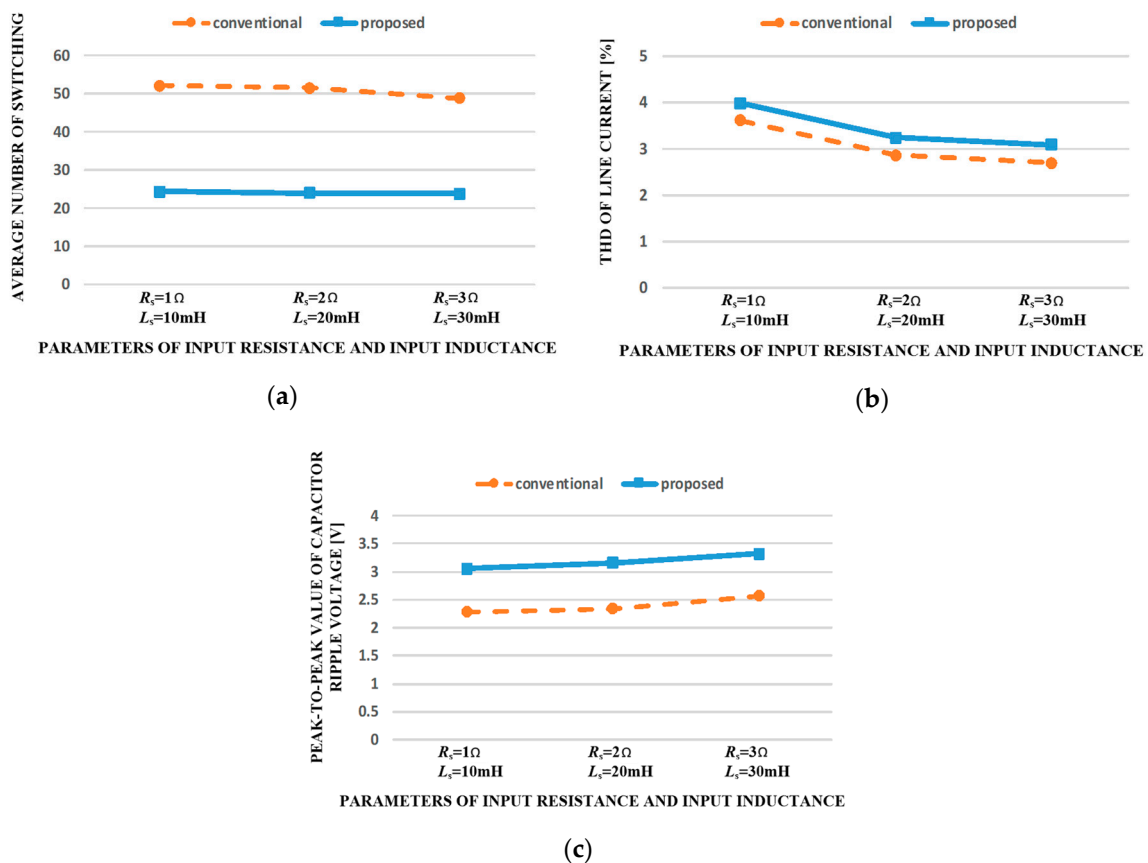 conventional proposed
AVERAGE NUMBER OF SWITCHING
60
50
40
30
20
10
0
Rs=1Ω Rs=2Ω Rs=3Ω
Ls=10mH Ls=20mH Ls=30mH
PARAMETERS OF INPUT RESISTANCE AND INPUT INDUCTANCE
(a)
conventional proposed
THD OF LINE CURRENT [%]
5
4
3
2
1
0
Rs=1Ω Rs=2Ω Rs=3Ω
Ls=10mH Ls=20mH Ls=30mH
PARAMETERS OF INPUT RESISTANCE AND INPUT INDUCTANCE
(b)
conventional proposed
PEAK-TO-PEAK VALUE OF CAPACITOR
RIPPLE VOLTAGE [V]
4
3.5
3
2.5
2
1.5
1
0.5
0
Rs=1Ω Rs=2Ω Rs=3Ω
Ls=10mH Ls=20mH Ls=30mH
PARAMETERS OF INPUT RESISTANCE AND INPUT INDUCTANCE
(c)